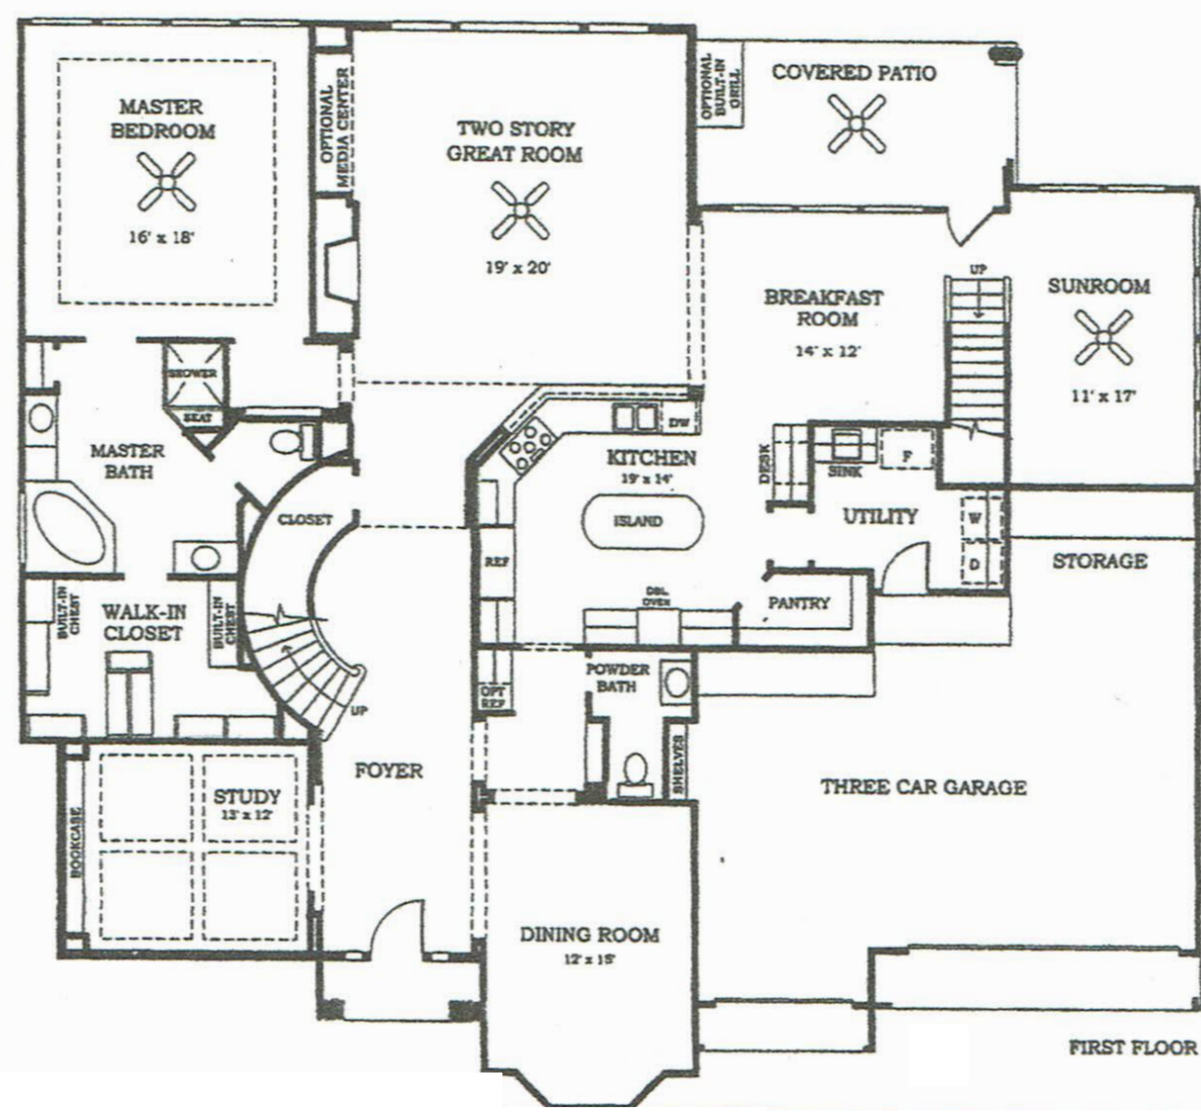 MASTER
BEDROOM
16' x 18'
OPTIONAL
MEDIA CENTER
TWO STORY
GREAT ROOM
19' x 20'
OPTIONAL
BUILT-IN
GRILL
COVERED PATIO
BREAKFAST
ROOM
14' x 12'
UP
SUNROOM
11' x 17'
SHOWER
SEAT
MASTER
BATH
CLOSET
KITCHEN
19' x 14'
DW
ISLAND
REF
DBL
OVEN
DESK
SINK
F
UTILITY
W
D
PANTRY
STORAGE
BUILT-IN
CHEST
WALK-IN
CLOSET
BUILT-IN
CHEST
UP
OPT
REF
POWDER
BATH
SHELVES
FOYER
STUDY
13' x 12'
BOOKCASE
THREE CAR GARAGE
DINING ROOM
12' x 15'
FIRST FLOOR